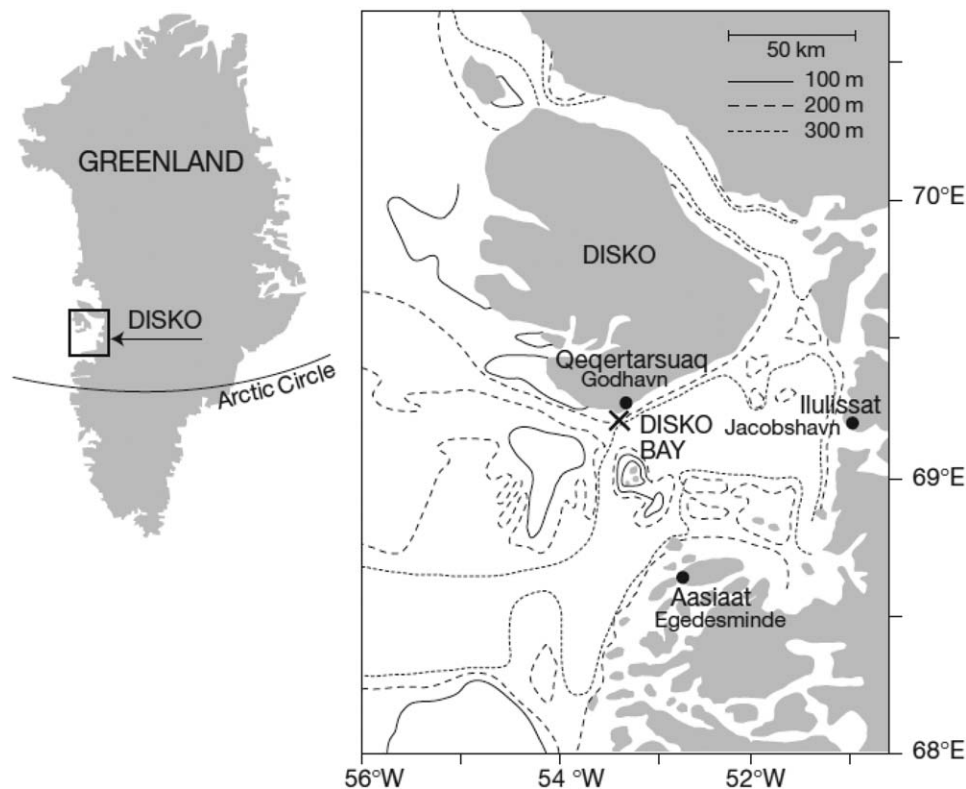 GREENLAND
DISKO
Arctic Circle
50 km
100 m
200 m
300 m
70°E
DISKO
Qeqertarsuaq
Godhavn
DISKO
BAY
Ilulissat
Jacobshavn
69°E
Aasiaat
Egedesminde
68°E
56°W
54 °W
52°W